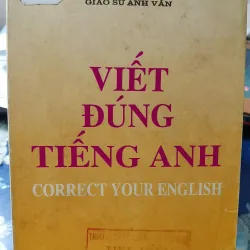 GIÁO SƯ ANH VĂN
VIẾT
ĐÚNG
TIẾNG ANH
CORRECT YOUR ENGLISH